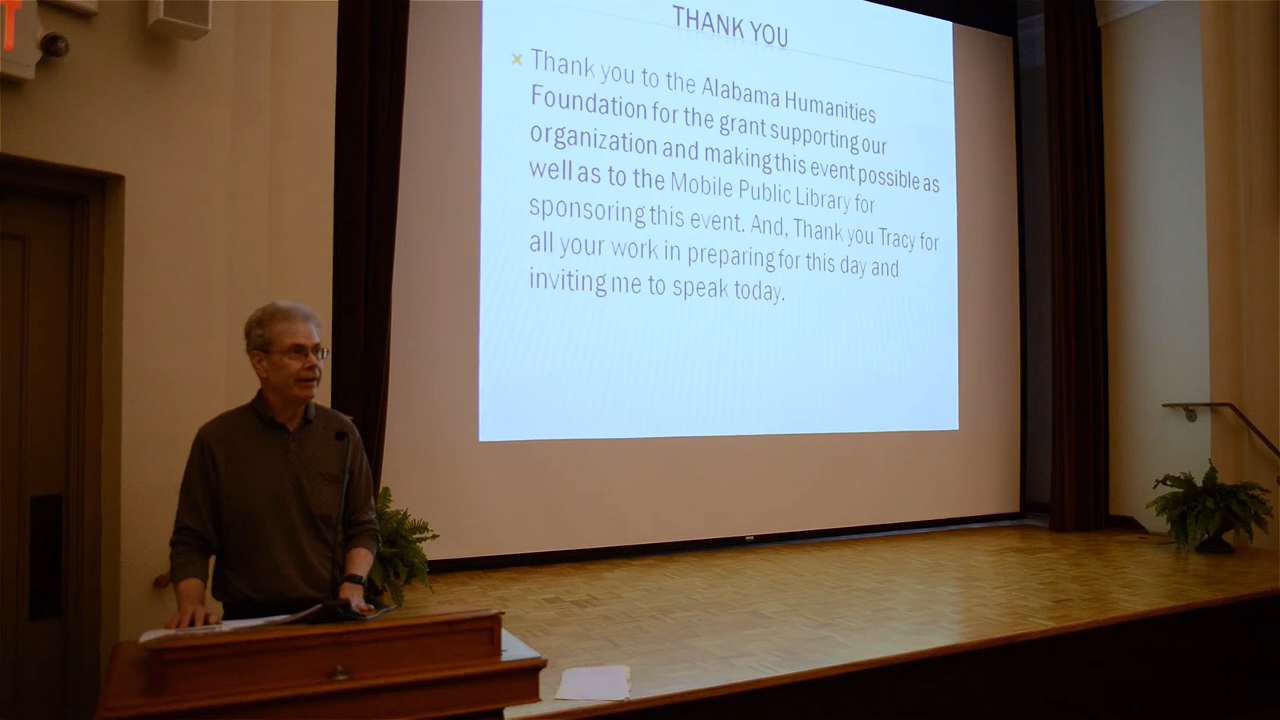 T
THANK YOU
Thank you to the Alabama Humanities
Foundation for the grant supporting our
organization and making this event possible as
well as to the Mobile Public Library for
sponsoring this event. And, Thank you Tracy for
all your work in preparing for this day and
inviting me to speak today.